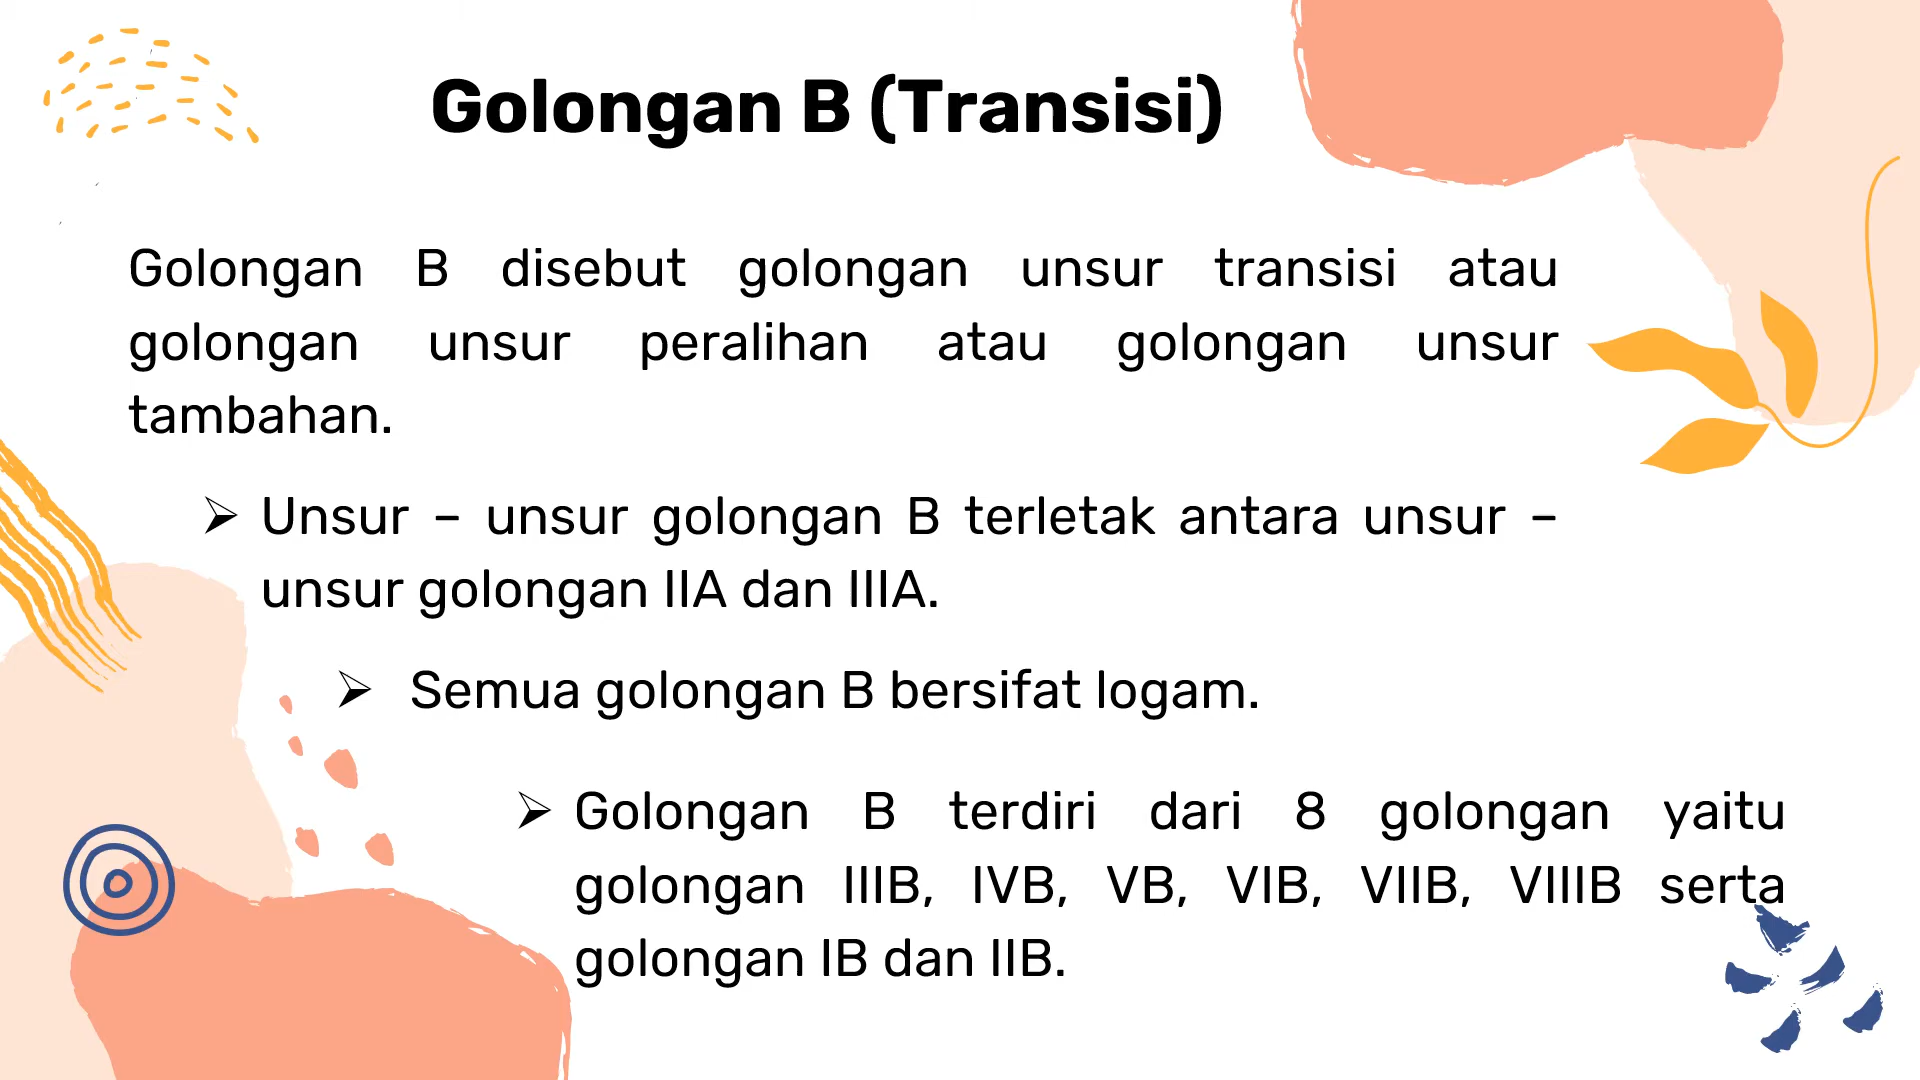 Golongan B (Transisi)
Golongan B disebut golongan unsur transisi atau
golongan unsur peralihan atau golongan unsur
tambahan.
➢ Unsur – unsur golongan B terletak antara unsur –
unsur golongan IIA dan IIIA.
➢ Semua golongan B bersifat logam.
➢ Golongan B terdiri dari 8 golongan yaitu
golongan IIIB, IVB, VB, VIB, VIIB, VIIIB serta
golongan IB dan IIB.